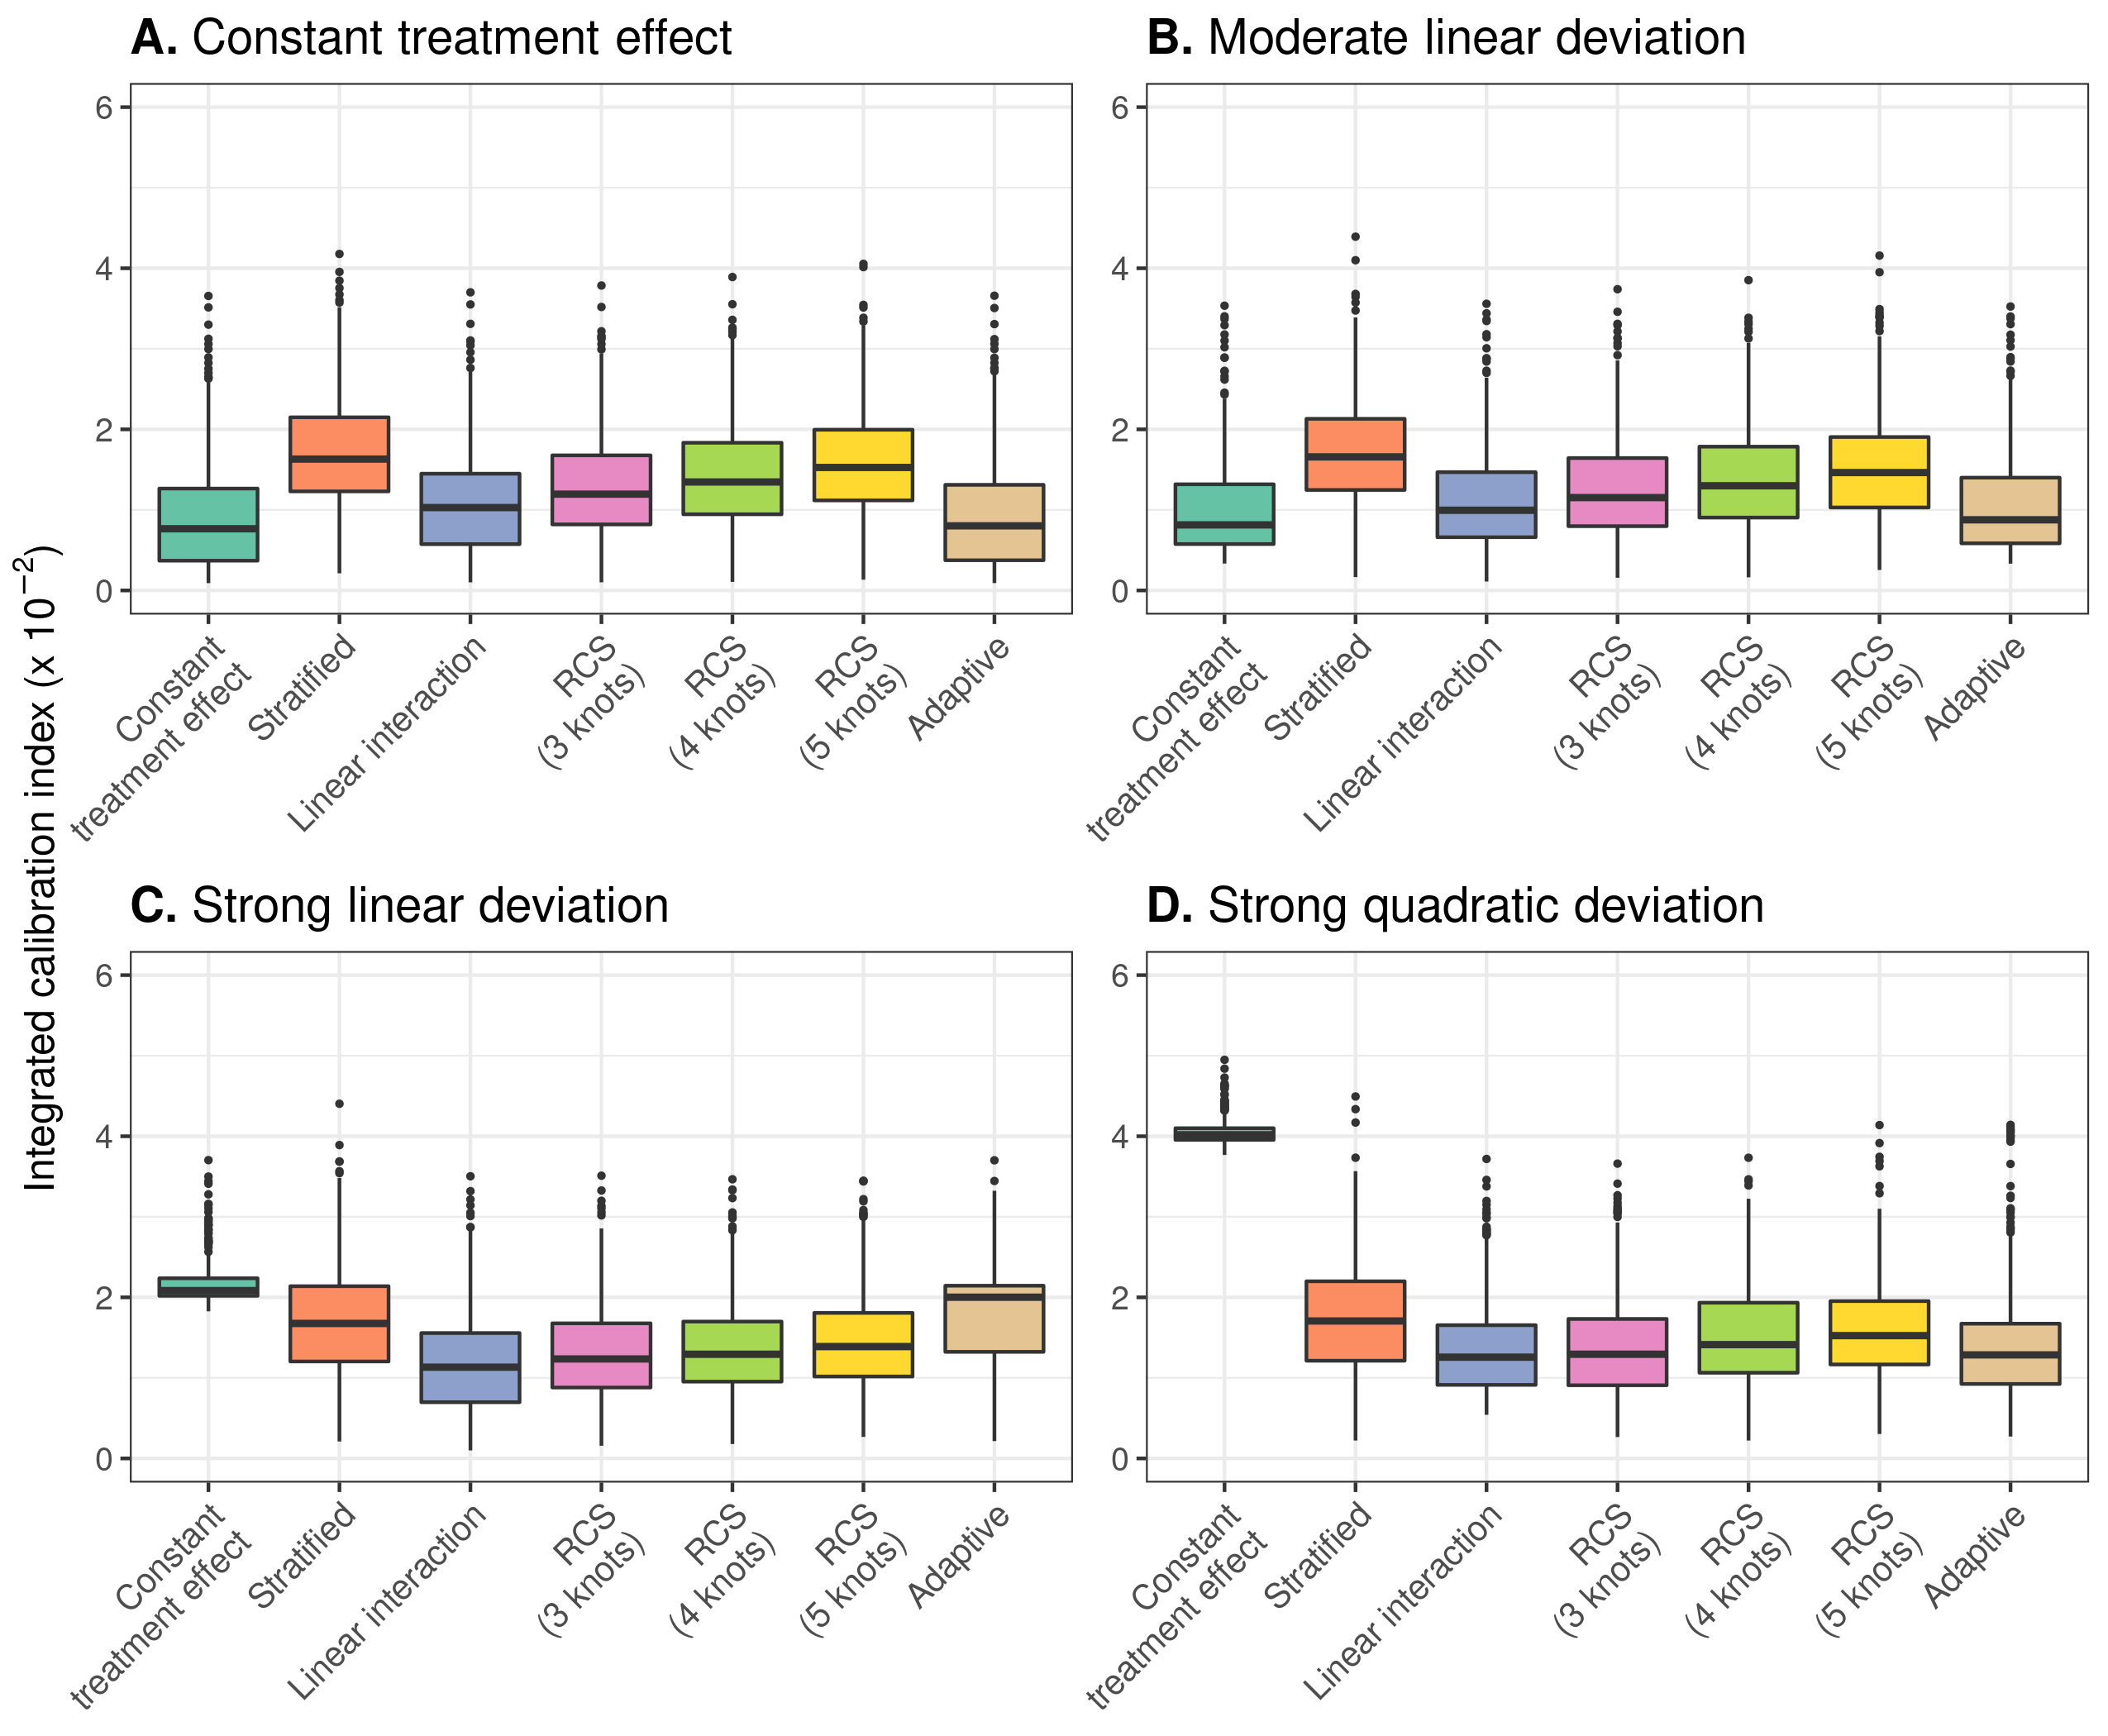 A. Constant treatment effect
B. Moderate linear deviation
6
4
2
0
Constant
treatment effect
Stratified
Linear interaction
RCS
(3 knots)
RCS
(4 knots)
RCS
(5 knots)
Adaptive
6
4
2
0
Constant
treatment effect
Stratified
Linear interaction
RCS
(3 knots)
RCS
(4 knots)
RCS
(5 knots)
Adaptive
Integrated calibration index (x 10⁻²)
C. Strong linear deviation
D. Strong quadratic deviation
6
4
2
0
Constant
treatment effect
Stratified
Linear interaction
RCS
(3 knots)
RCS
(4 knots)
RCS
(5 knots)
Adaptive
6
4
2
0
Constant
treatment effect
Stratified
Linear interaction
RCS
(3 knots)
RCS
(4 knots)
RCS
(5 knots)
Adaptive